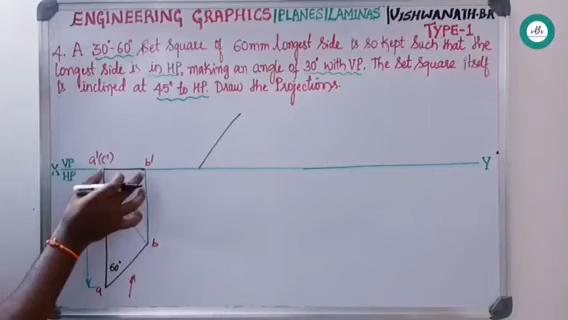 ENGINEERING GRAPHICS|PLANES|LAMINAS|VISHWANATH.B.R
TYPE-1
4. A 30°-60° Set Square of 60mm longest side is so kept such that the
longest side is in HP, making an angle of 30° with VP. The set square itself
is inclined at 45° to HP. Draw the Projections.
a'(c') b'
X VP Y
HP
b
60°
a